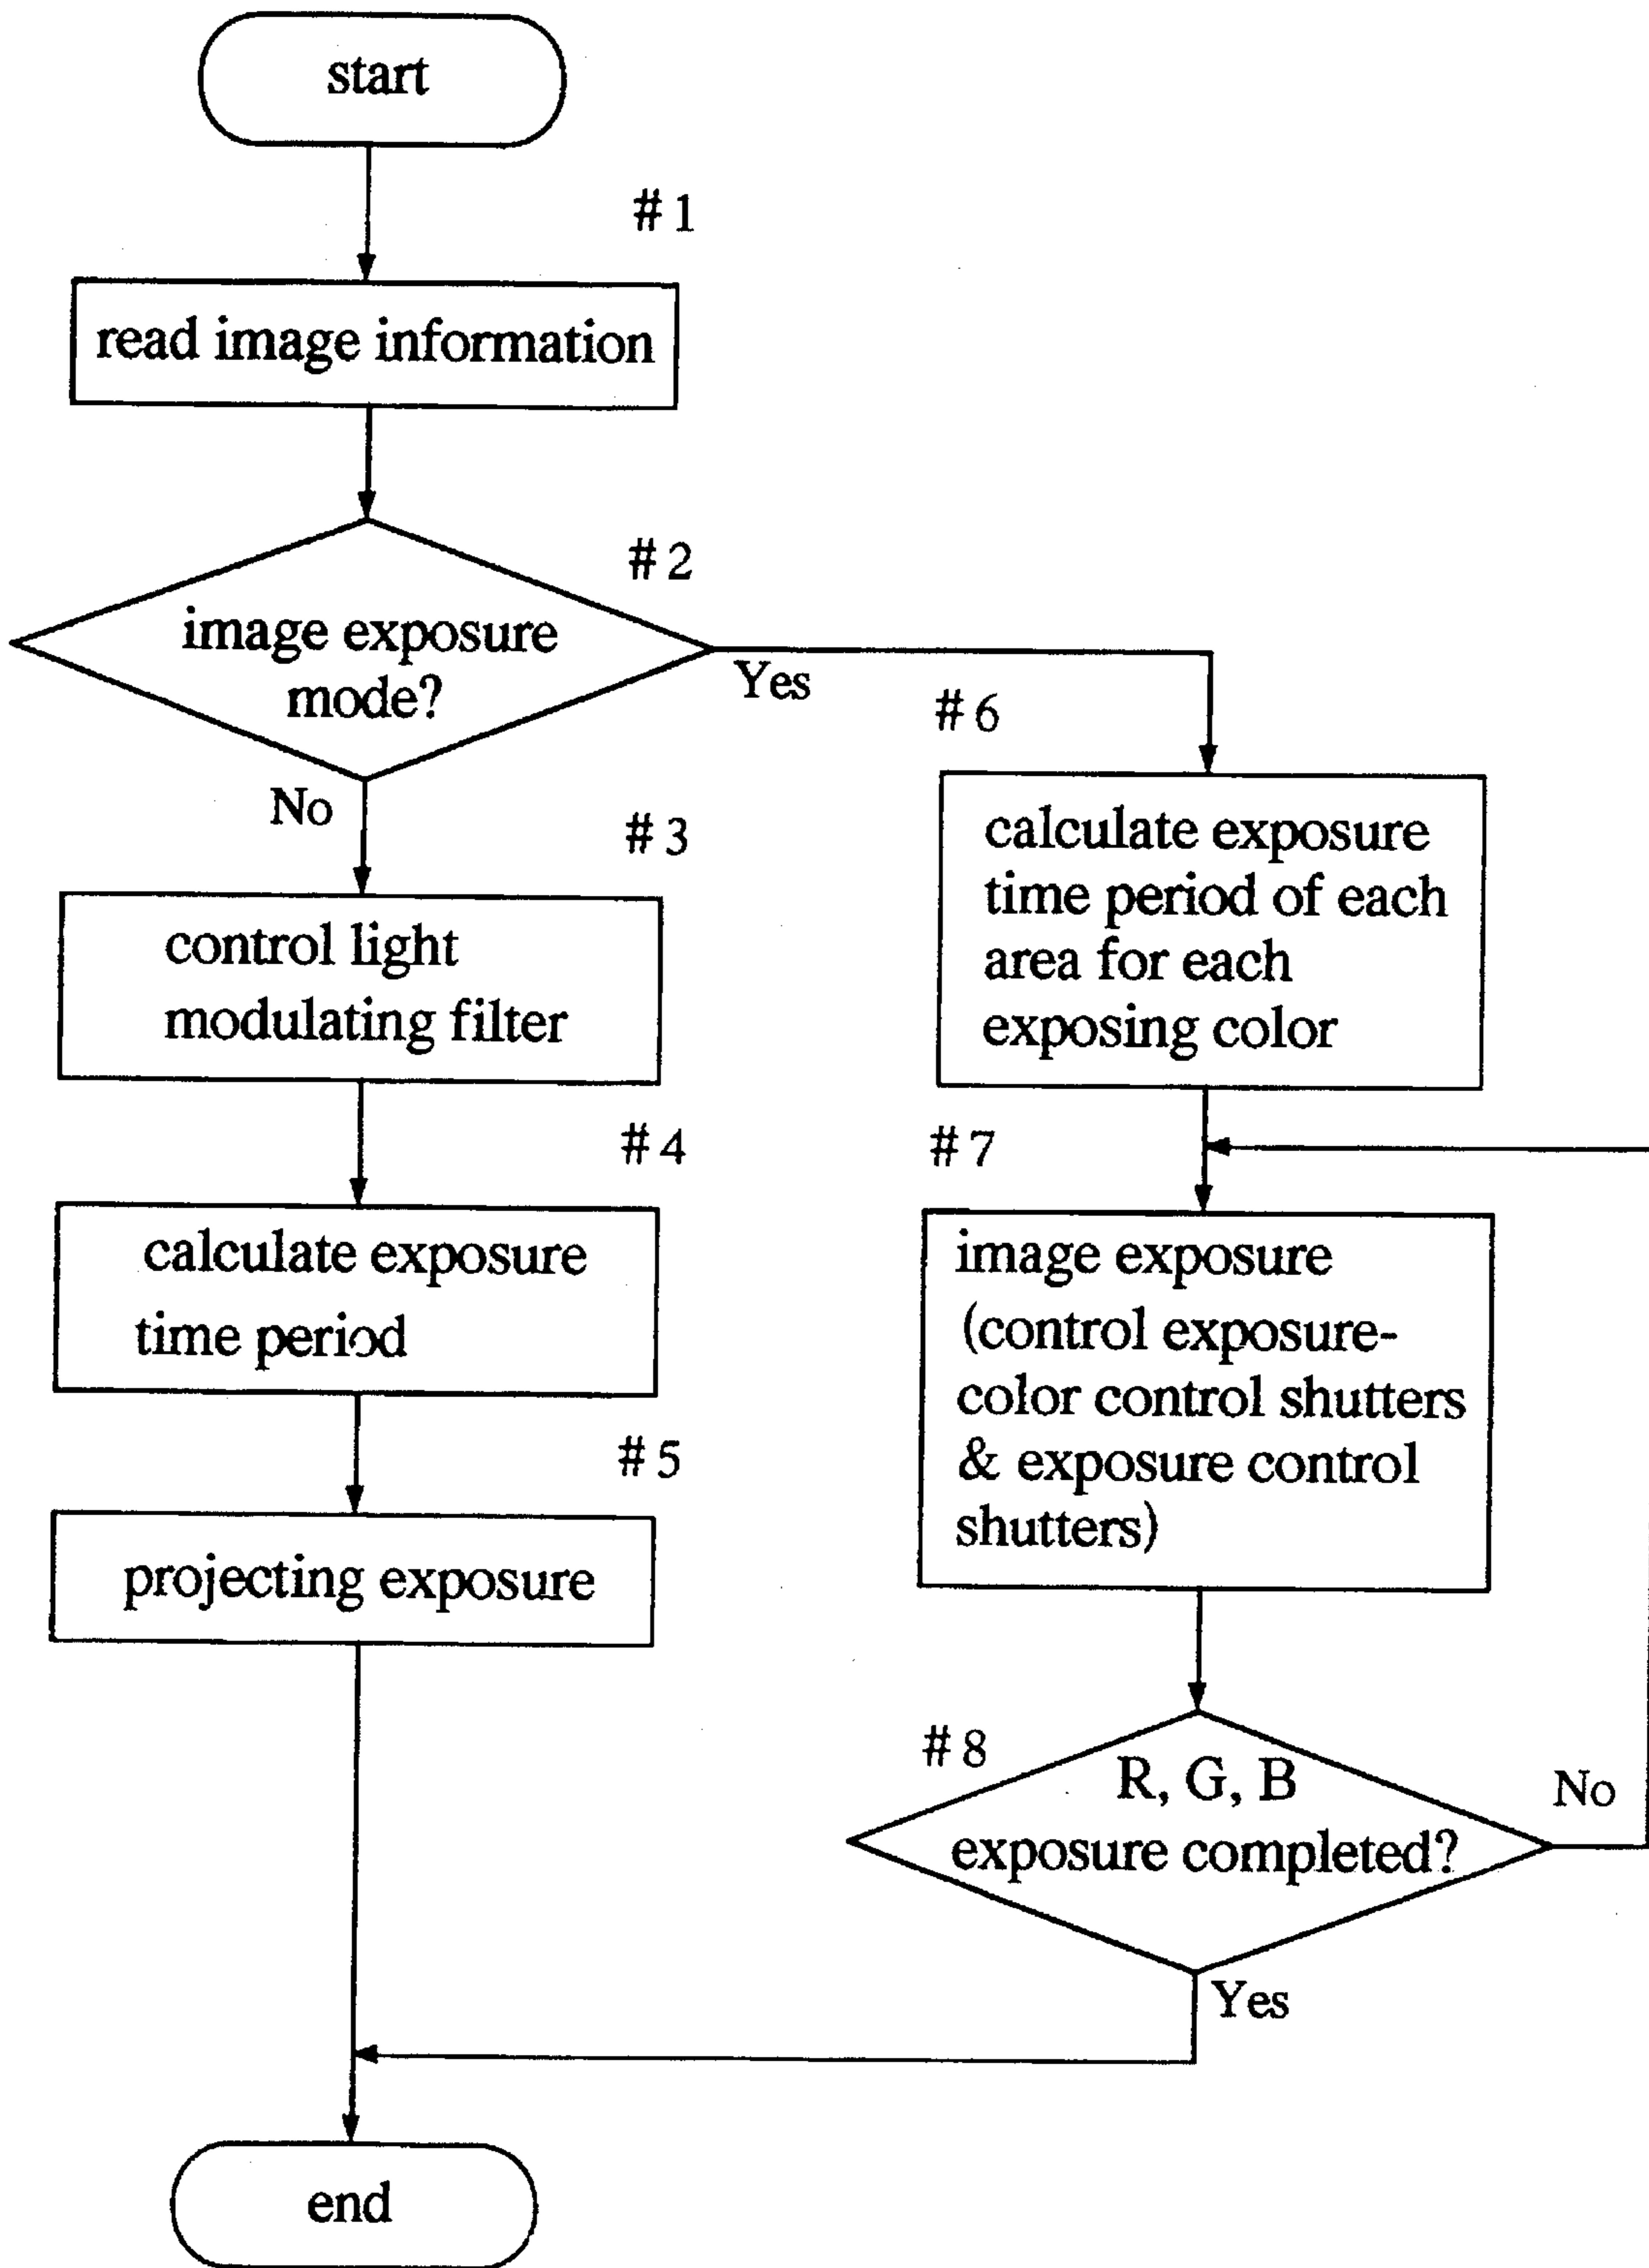 start
#1
read image information
#2
image exposure
mode?
Yes
No
#3
control light
modulating filter
#4
calculate exposure
time period
#5
projecting exposure
#6
calculate exposure
time period of each
area for each
exposing color
#7
image exposure
(control exposure-
color control shutters
& exposure control
shutters)
#8
R, G, B
exposure completed?
No
Yes
end